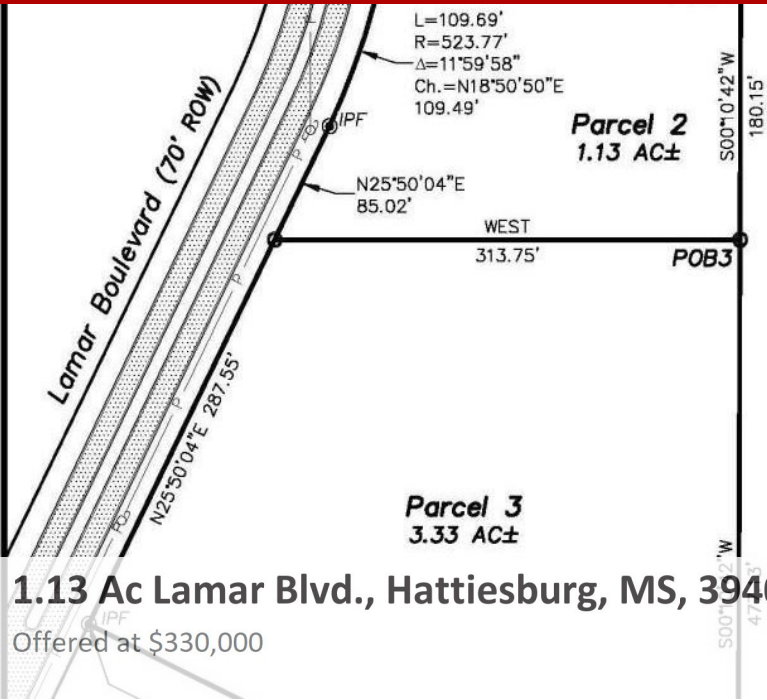 L=109.69'
R=523.77'
Δ=11°59'58"
Ch.=N18°50'50"E
109.49'
IPF
Parcel 2
1.13 AC±
S00°10'42"W
180.15'
N25°50'04"E
85.02'
WEST
313.75'
POB3
Lamar Boulevard (70' ROW)
P
P
P
N25°50'04"E 287.55'
Parcel 3
3.33 AC±
1.13 Ac Lamar Blvd., Hattiesburg, MS, 394
IPF
Offered at $330,000